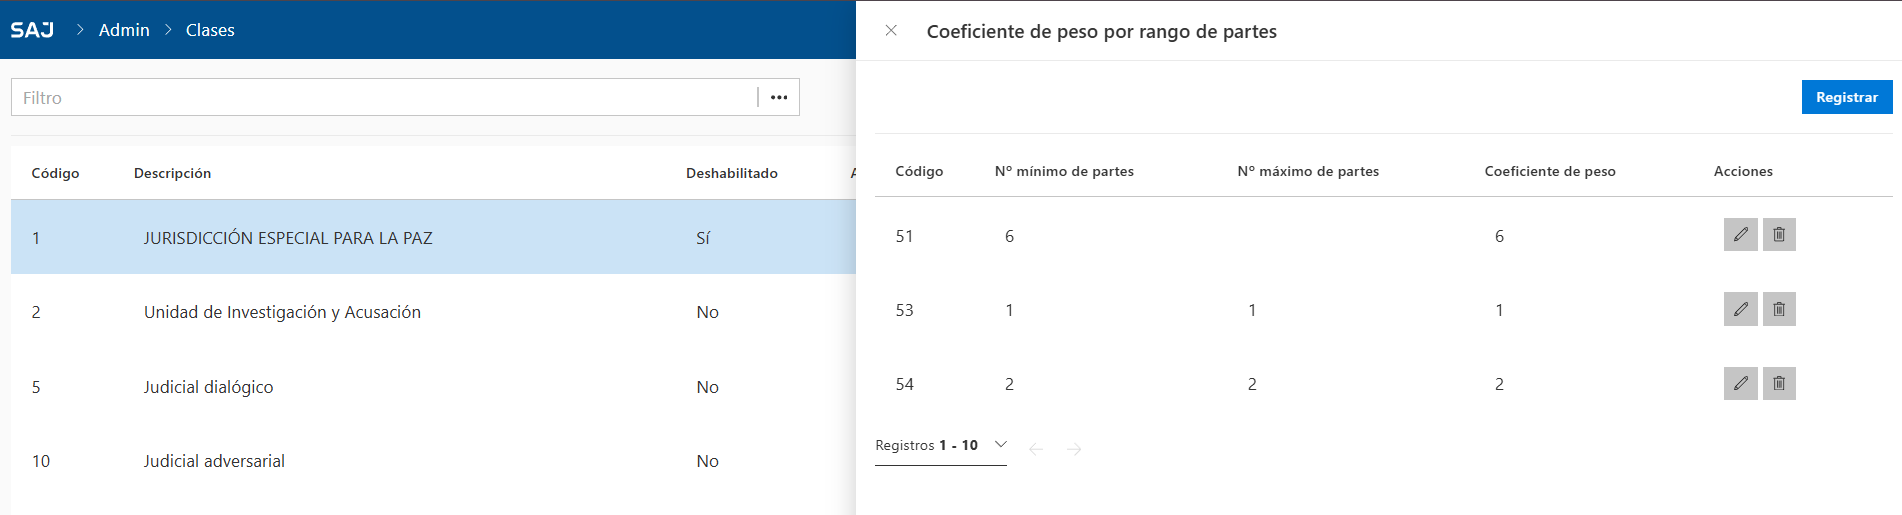 SAJ > Admin > Clases
Filtro
Código Descripción Deshabilitado
1 JURISDICCIÓN ESPECIAL PARA LA PAZ Sí
2 Unidad de Investigación y Acusación No
5 Judicial dialógico No
10 Judicial adversarial No
Coeficiente de peso por rango de partes
Registrar
Código Nº mínimo de partes Nº máximo de partes Coeficiente de peso Acciones
51 6 6
53 1 1 1
54 2 2 2
Registros 1 - 10